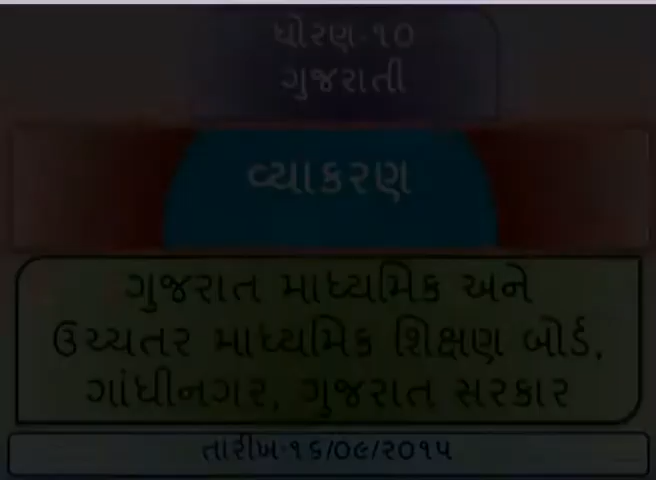 ધોરણ-૧૦
ગુજરાતી
વ્યાકરણ
ગુજરાત માધ્યમિક અને
ઉચ્ચતર માધ્યમિક શિક્ષણ બોર્ડ,
ગાંધીનગર, ગુજરાત સરકાર
તારીખ-૧૬/૦૯/૨૦૧૫